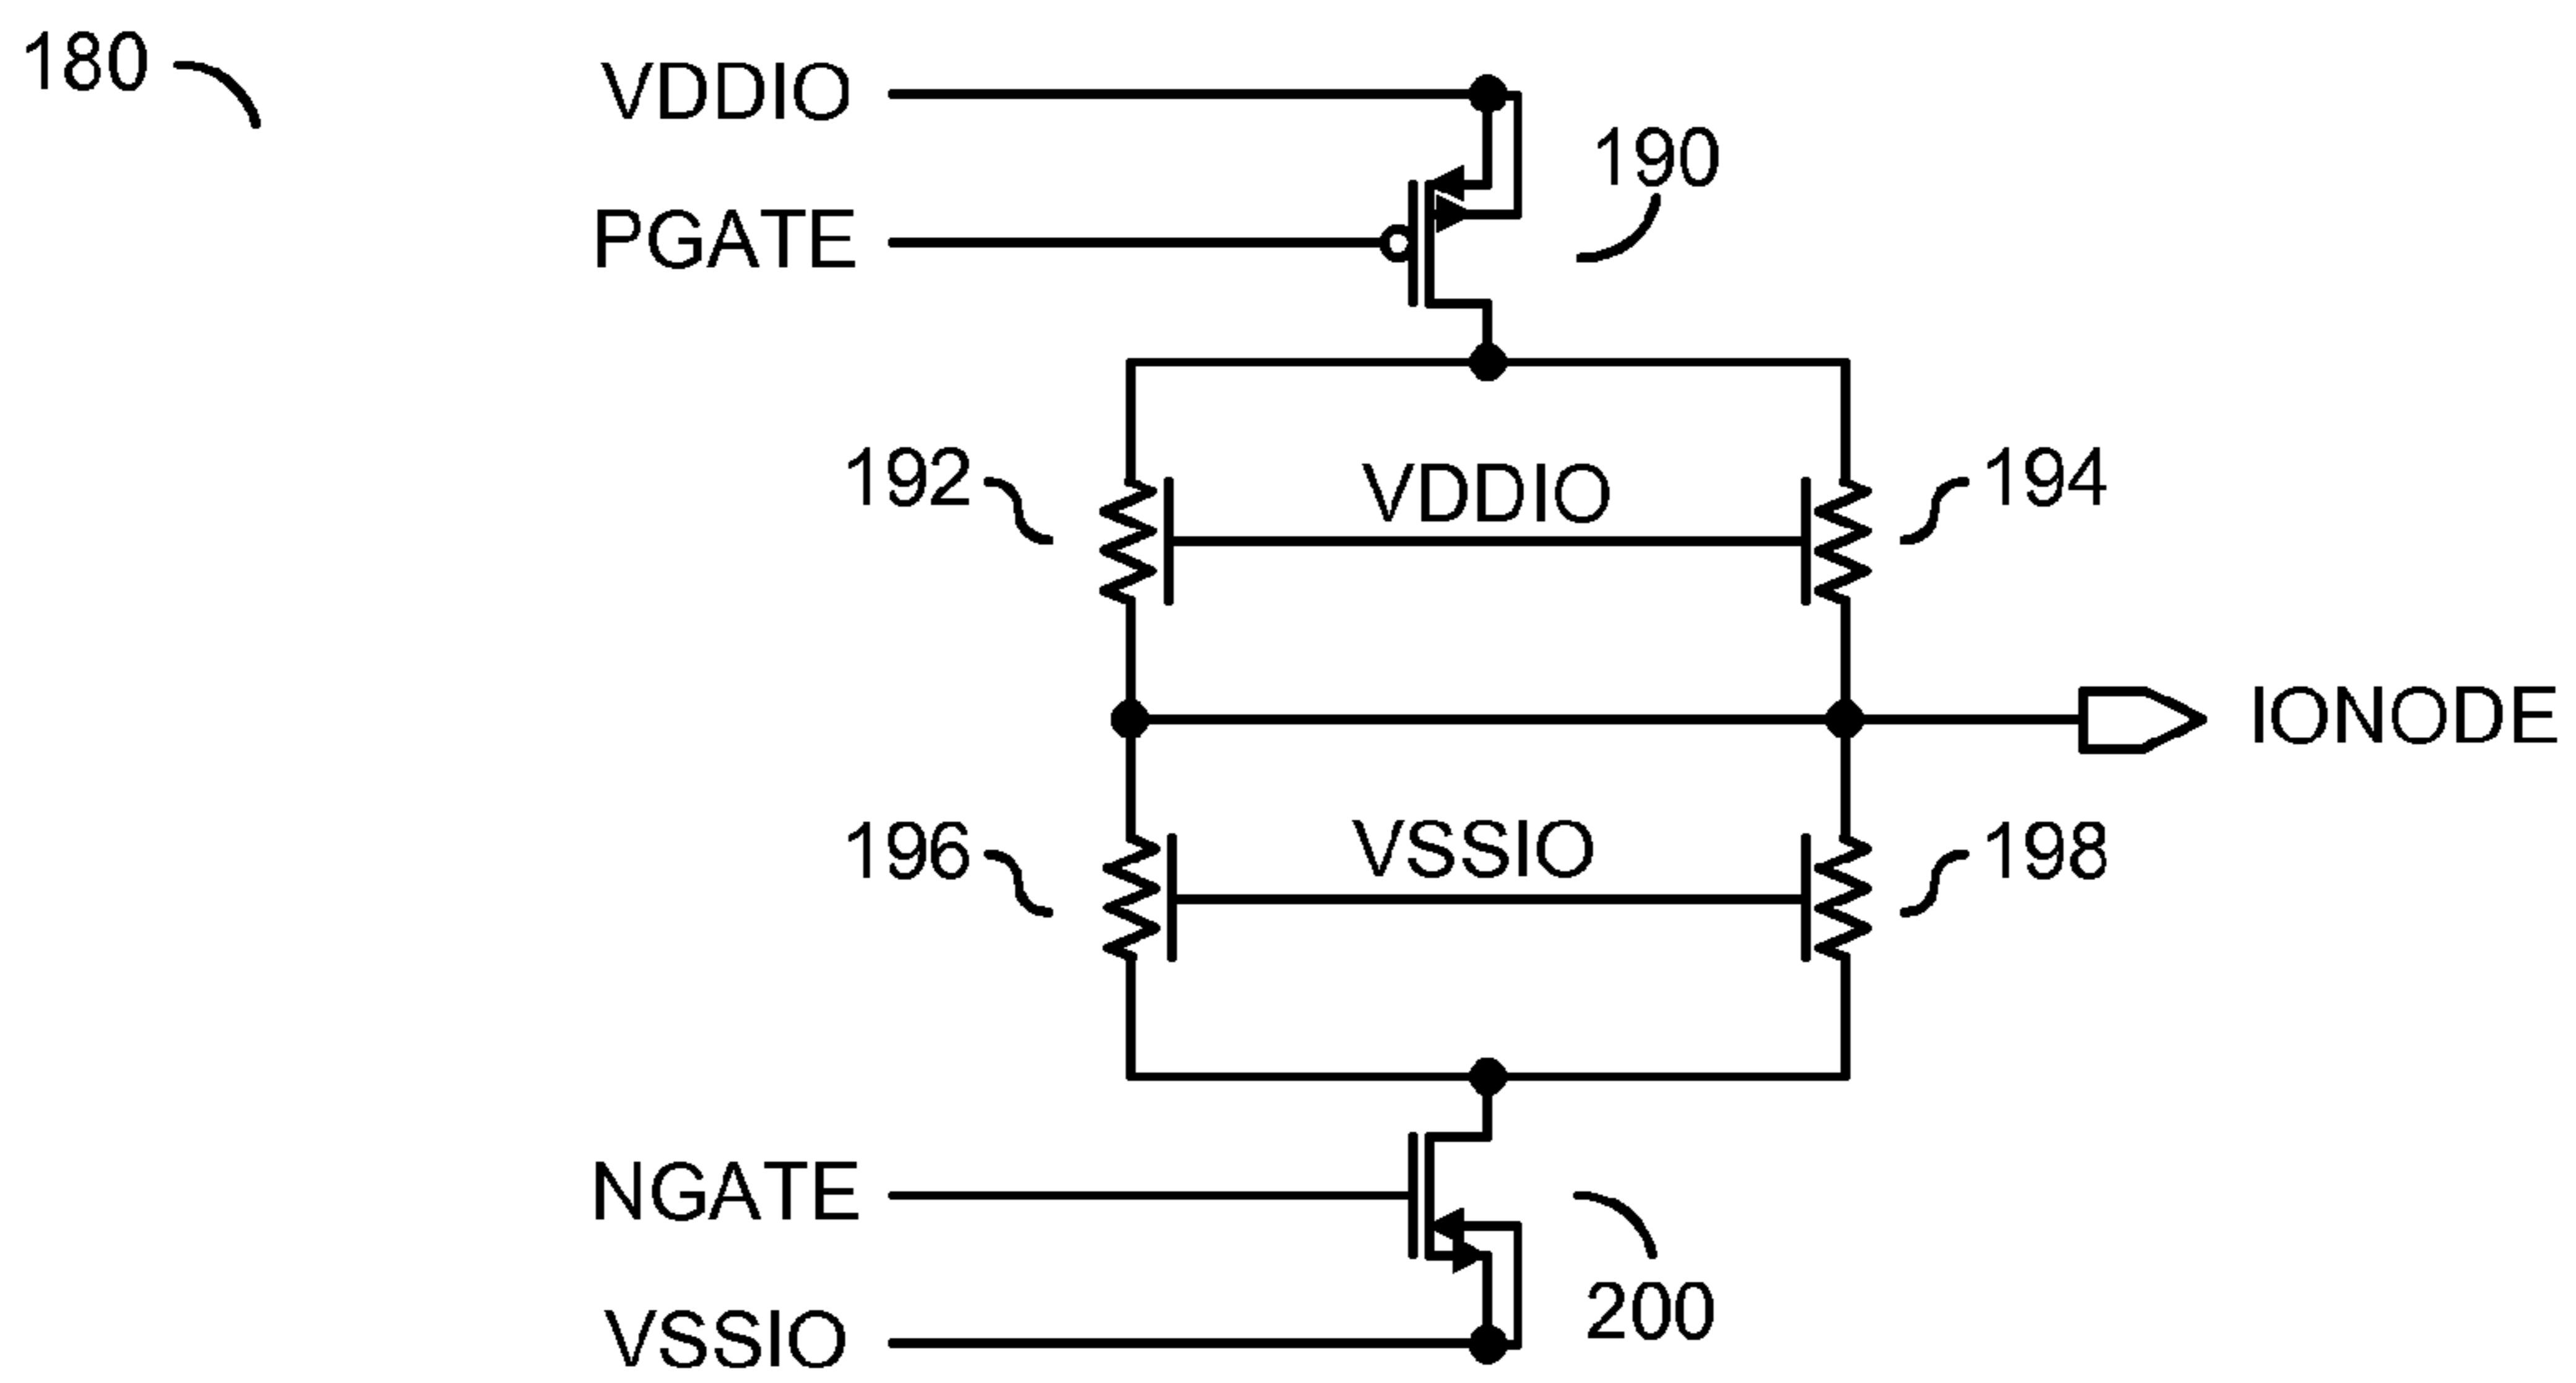 180
VDDIO
190
PGATE
192
VDDIO
194
IONODE
196
VSSIO
198
NGATE
200
VSSIO